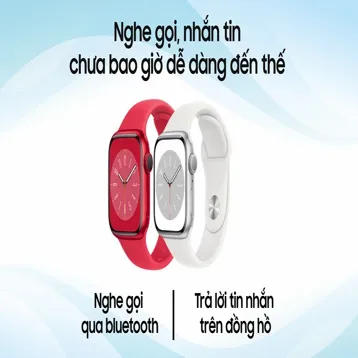 Nghe gọi, nhắn tin
chưa bao giờ dễ dàng đến thế
Nghe gọi
qua bluetooth
Trả lời tin nhắn
trên đồng hồ